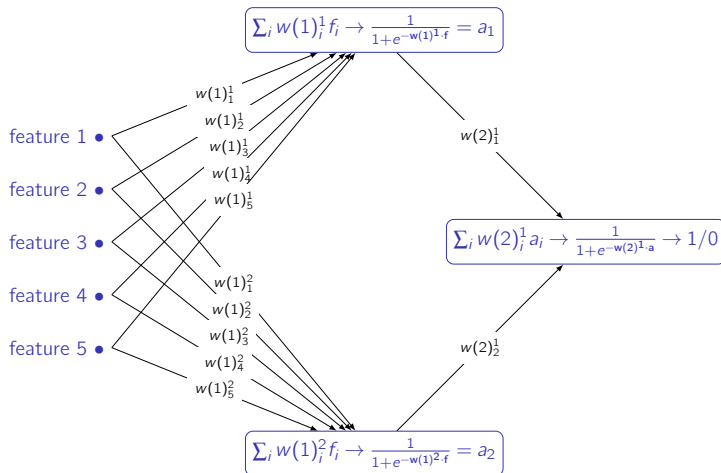 ∑ᵢ w(1)ᵢ¹fᵢ → 1/(1+e^(−w(1)¹·f)) = a₁
w(1)₁¹
w(1)₂¹
w(2)₁¹
feature 1
w(1)₃¹
w(1)₄¹
feature 2
w(1)₅¹
feature 3
∑ᵢ w(2)ᵢ¹aᵢ → 1/(1+e^(−w(2)¹·a)) → 1/0
w(1)₁²
feature 4
w(1)₂²
w(1)₃²
feature 5
w(2)₂¹
w(1)₄²
w(1)₅²
∑ᵢ w(1)ᵢ²fᵢ → 1/(1+e^(−w(1)²·f)) = a₂